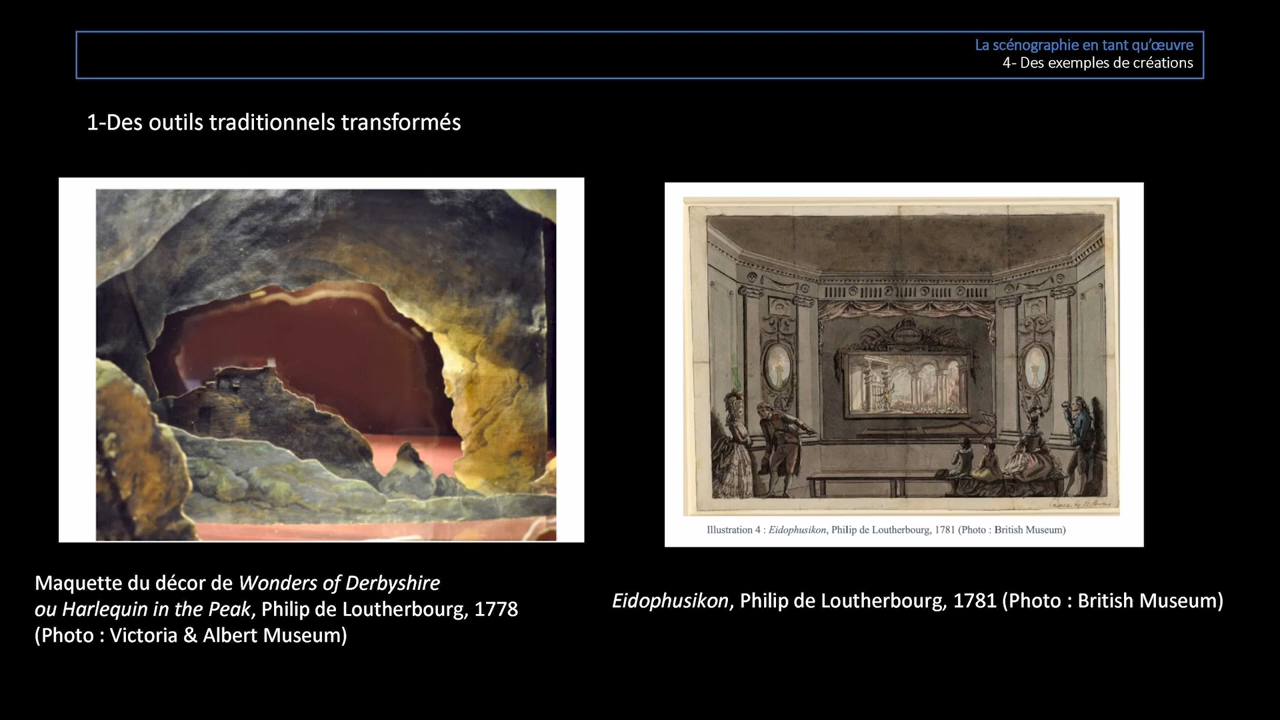 La scénographie en tant qu'œuvre
4- Des exemples de créations
1-Des outils traditionnels transformés
Illustration 4 : Eidophusikon, Philip de Loutherbourg, 1781 (Photo : British Museum)
Maquette du décor de Wonders of Derbyshire
ou Harlequin in the Peak, Philip de Loutherbourg, 1778
(Photo : Victoria & Albert Museum)
Eidophusikon, Philip de Loutherbourg, 1781 (Photo : British Museum)